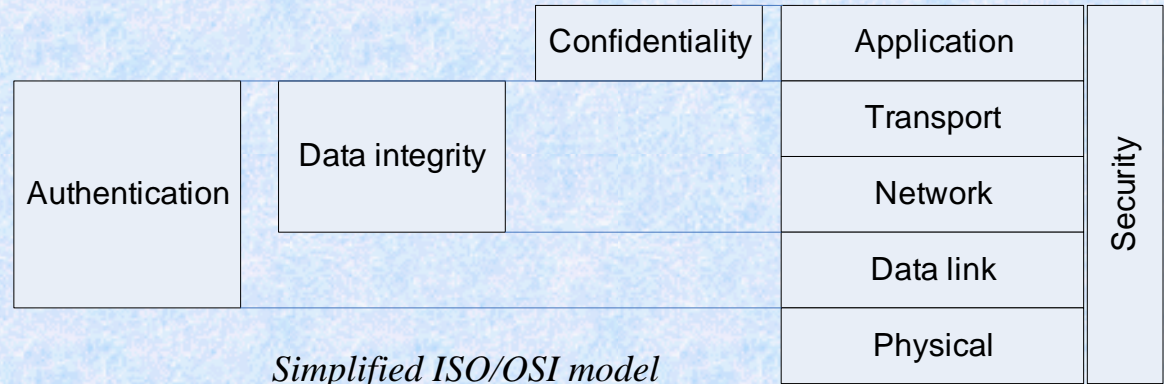 Confidentiality
Application
Transport
Data integrity
Authentication
Network
Security
Data link
Physical
Simplified ISO/OSI model